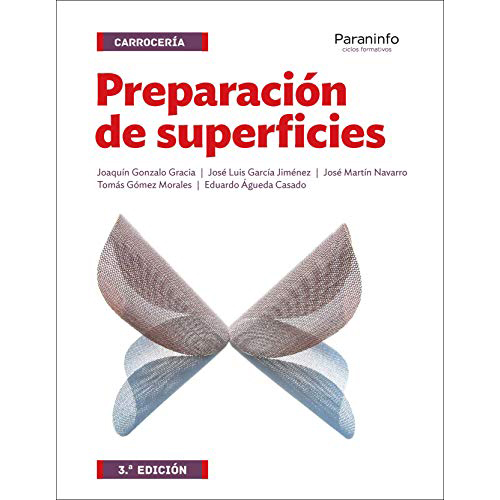 CARROCERÍA
Paraninfo
ciclos formativos
Preparación
de superficies
Joaquín Gonzalo Gracia | José Luis García Jiménez | José Martín Navarro
Tomás Gómez Morales | Eduardo Águeda Casado
3.ª EDICIÓN